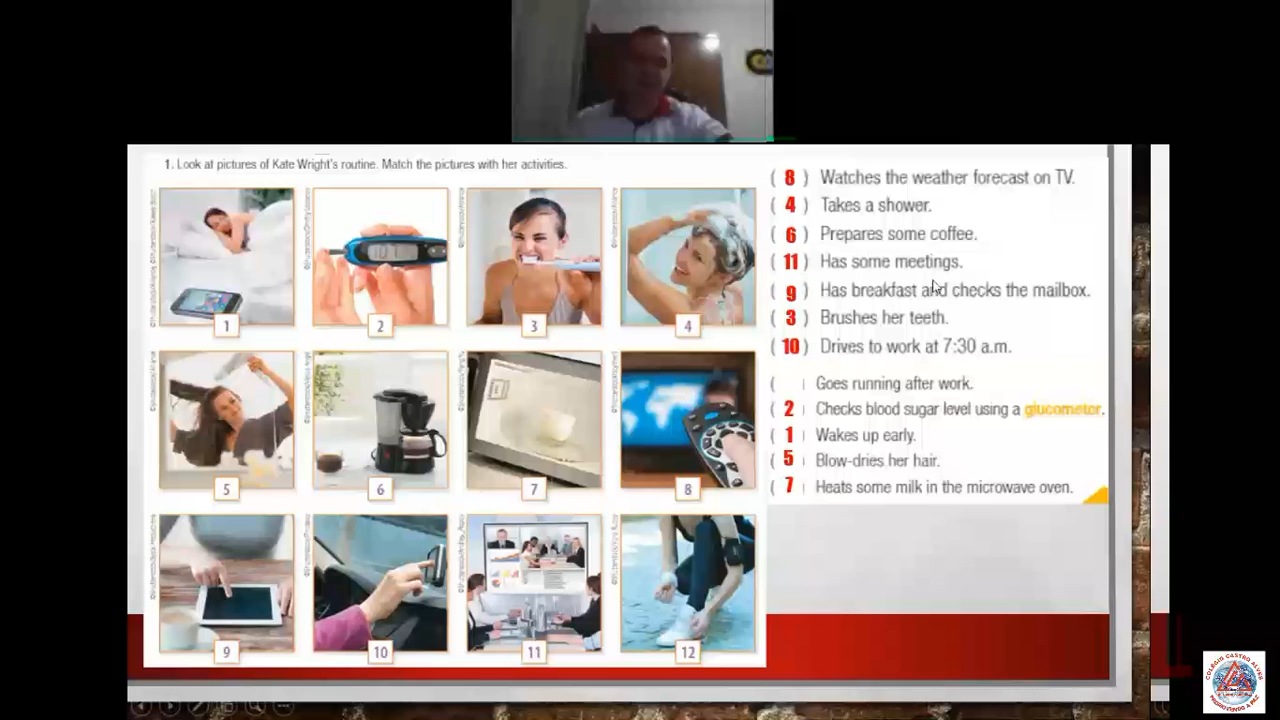 1. Look at pictures of Kate Wright's routine. Match the pictures with her activities.
1
2
3
4
5
6
7
8
9
10
11
12
( 8 ) Watches the weather forecast on TV.
( 4 ) Takes a shower.
( 6 ) Prepares some coffee.
( 11 ) Has some meetings.
( 9 ) Has breakfast and checks the mailbox.
( 3 ) Brushes her teeth.
( 10 ) Drives to work at 7:30 a.m.
( ) Goes running after work.
( 2 ) Checks blood sugar level using a glucometer.
( 1 ) Wakes up early.
( 5 ) Blow-dries her hair.
( 7 ) Heats some milk in the microwave oven.
COLÉGIO CASTRO ALVES